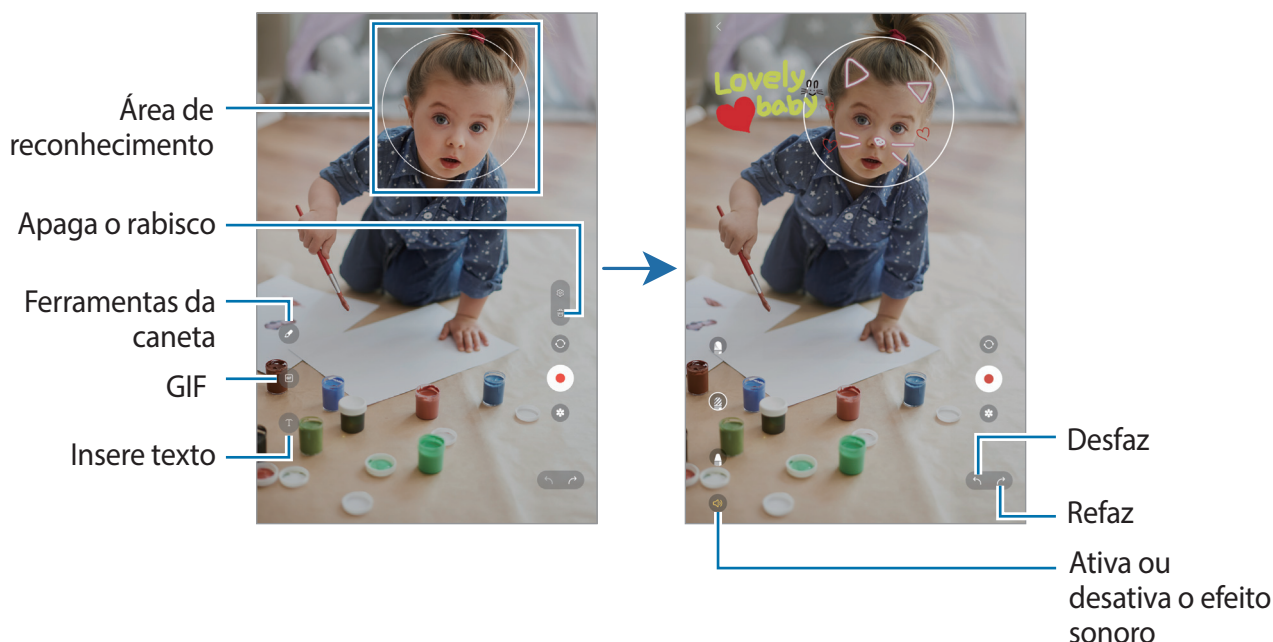 Área de
reconhecimento
Apaga o rabisco
Ferramentas da
caneta
GIF
Insere texto
T
Lovely
baby
Desfaz
Refaz
Ativa ou
desativa o efeito
sonoro